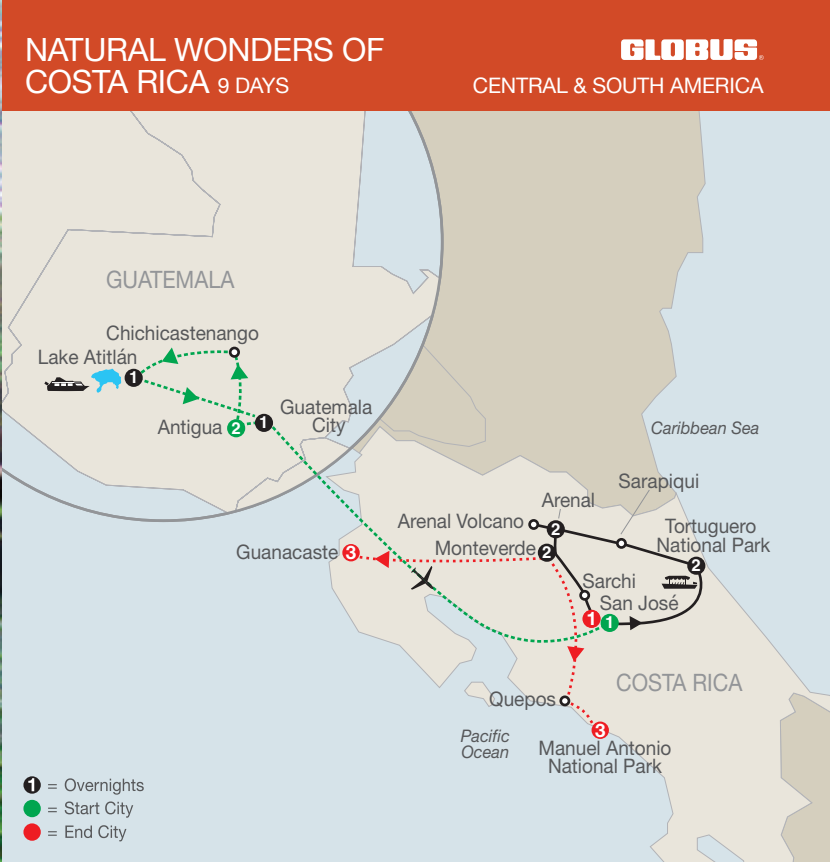 NATURAL WONDERS OF
COSTA RICA 9 DAYS
GLOBUS®
CENTRAL & SOUTH AMERICA
GUATEMALA
Chichicastenango
Lake Atitlán
1
Antigua
2
1
Guatemala
City
Caribbean Sea
Sarapiqui
Arenal
Arenal Volcano
2
Tortuguero
National Park
Guanacaste
3
Monteverde
2
2
Sarchi
San José
1
1
COSTA RICA
Quepos
3
Pacific
Ocean
Manuel Antonio
National Park
1 = Overnights
= Start City
= End City